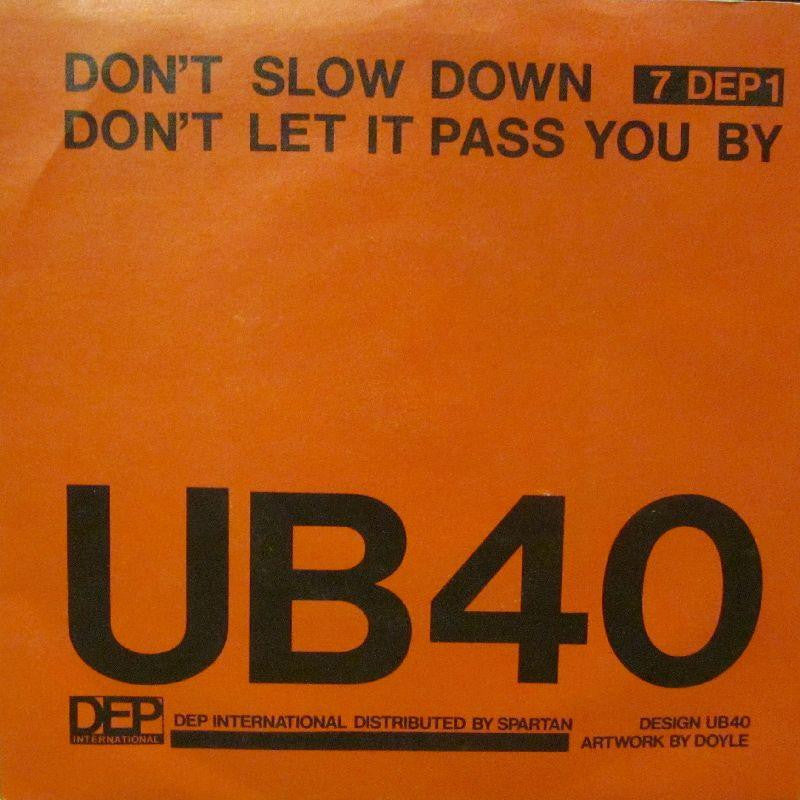 DON'T SLOW DOWN 7 DEP1
DON'T LET IT PASS YOU BY
UB40
DEP
INTERNATIONAL
DEP INTERNATIONAL DISTRIBUTED BY SPARTAN
DESIGN UB40
ARTWORK BY DOYLE